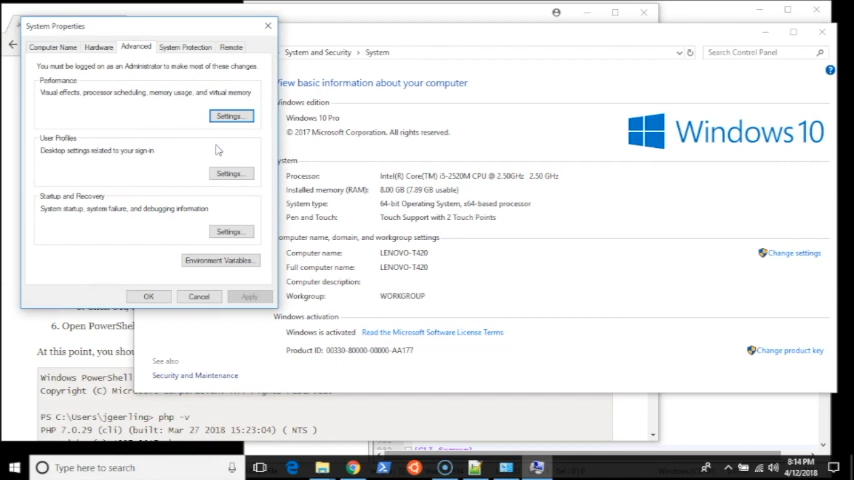 System Properties
Computer Name Hardware Advanced System Protection Remote
You must be logged on as an Administrator to make most of these changes.
Performance
Visual effects, processor scheduling, memory usage, and virtual memory
Settings...
User Profiles
Desktop settings related to your sign-in
Settings...
Startup and Recovery
System startup, system failure, and debugging information
Settings...
Environment Variables...
OK Cancel Apply
6. Open PowerShel
At this point, you shou
Windows PowerShell
Copyright (C) Microsoft Corporation. All rights reserved.
PS C:\Users\jgeerling> php -v
PHP 7.0.29 (cli) (built: Mar 27 2018 15:23:04) ( NTS )
System and Security > System
Search Control Panel
View basic information about your computer
Windows edition
Windows 10 Pro
© 2017 Microsoft Corporation. All rights reserved.
Windows 10
System
Processor: Intel(R) Core(TM) i5-2520M CPU @ 2.50GHz 2.50 GHz
Installed memory (RAM): 8.00 GB (7.89 GB usable)
System type: 64-bit Operating System, x64-based processor
Pen and Touch: Touch Support with 2 Touch Points
Computer name, domain, and workgroup settings
Computer name: LENOVO-T420
Change settings
Full computer name: LENOVO-T420
Computer description:
Workgroup: WORKGROUP
Windows activation
Windows is activated Read the Microsoft Software License Terms
Product ID: 00330-80000-00000-AA177
Change product key
See also
Security and Maintenance
Type here to search
8:14 PM
4/12/2018